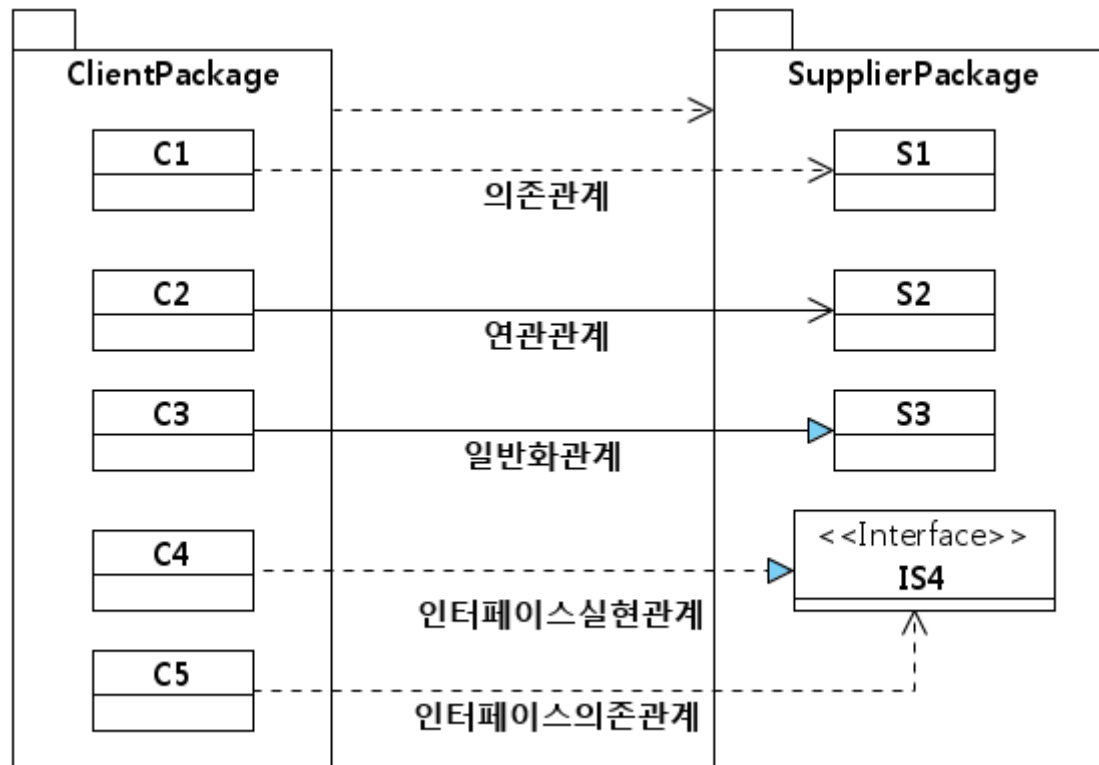 ClientPackage
SupplierPackage
C1
S1
의존관계
C2
S2
연관관계
C3
S3
일반화관계
C4
<<Interface>>
IS4
인터페이스실현관계
C5
인터페이스의존관계